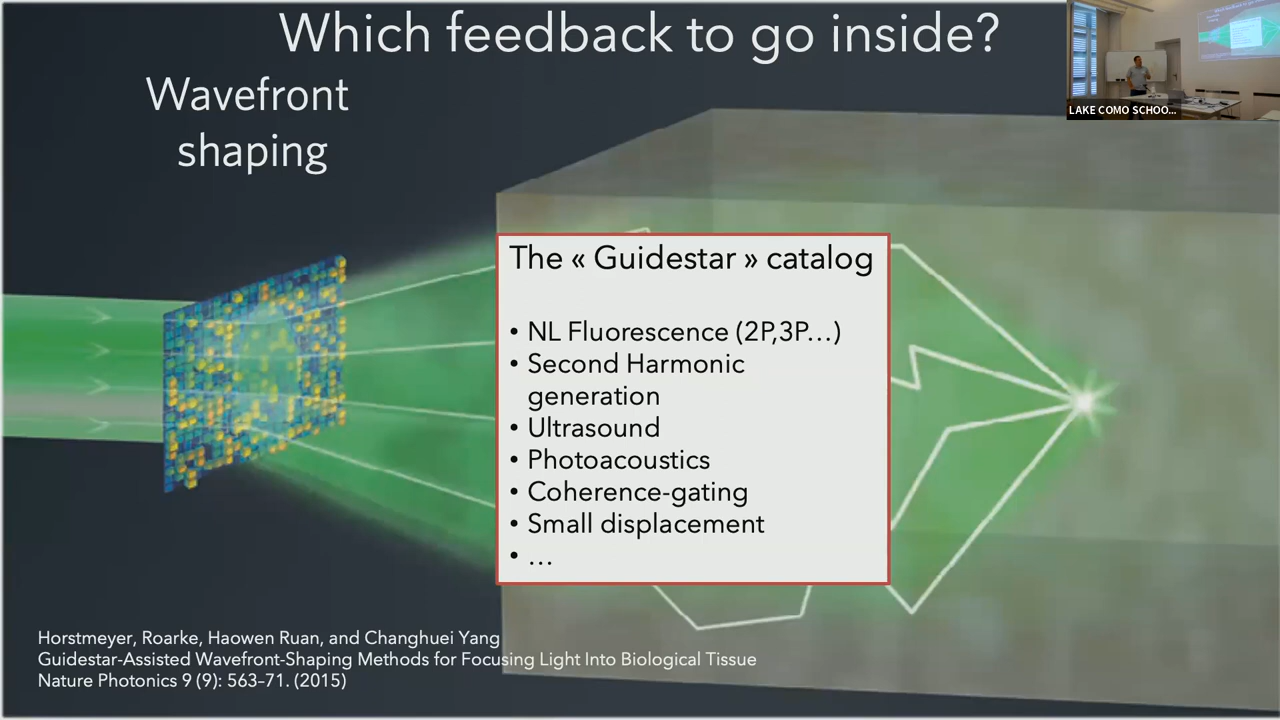 Which feedback to go inside?
LAKE COMO SCHOO...
Wavefront
shaping
The « Guidestar » catalog
• NL Fluorescence (2P,3P...)
• Second Harmonic
generation
• Ultrasound
• Photoacoustics
• Coherence-gating
• Small displacement
• ...
Horstmeyer, Roarke, Haowen Ruan, and Changhuei Yang
Guidestar-Assisted Wavefront-Shaping Methods for Focusing Light Into Biological Tissue
Nature Photonics 9 (9): 563–71. (2015)